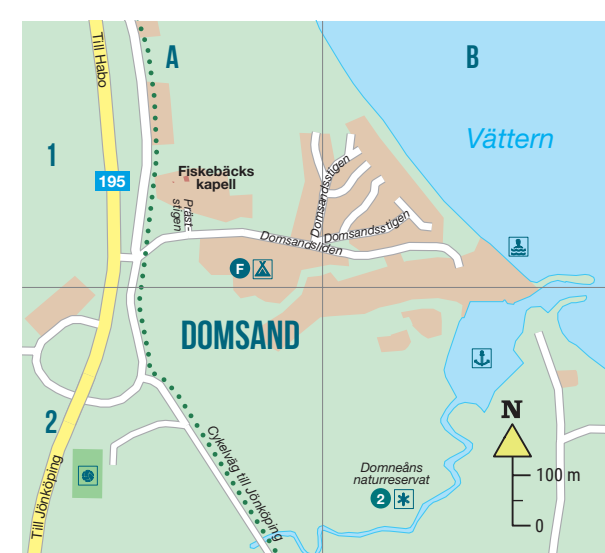 Till Habo
A
B
1
Vättern
Fiskebäcks
kapell
195
Präst-
stigen
Domsandsstigen
Domsandsstigen
Domsandsliden
F
DOMSAND
2
N
Cykelväg till Jönköping
Till Jönköping
Domneåns
naturreservat
2
100 m
0